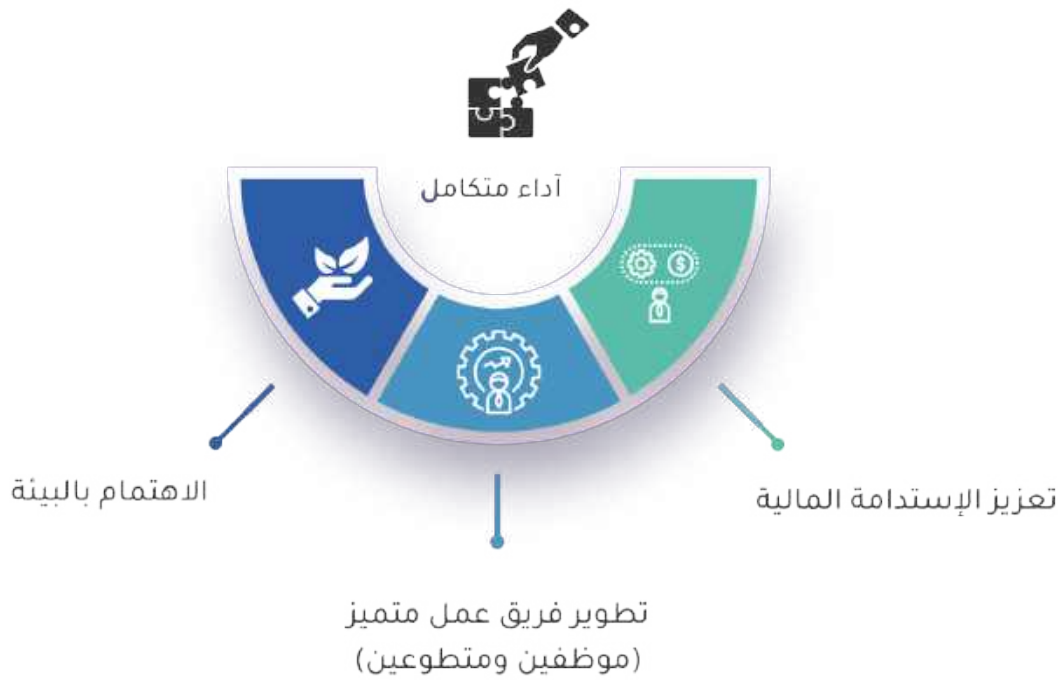 آداء متكامل
تعزيز الإستدامة المالية
الاهتمام بالبيئة
تطوير فريق عمل متميز
(موظفين ومتطوعين)